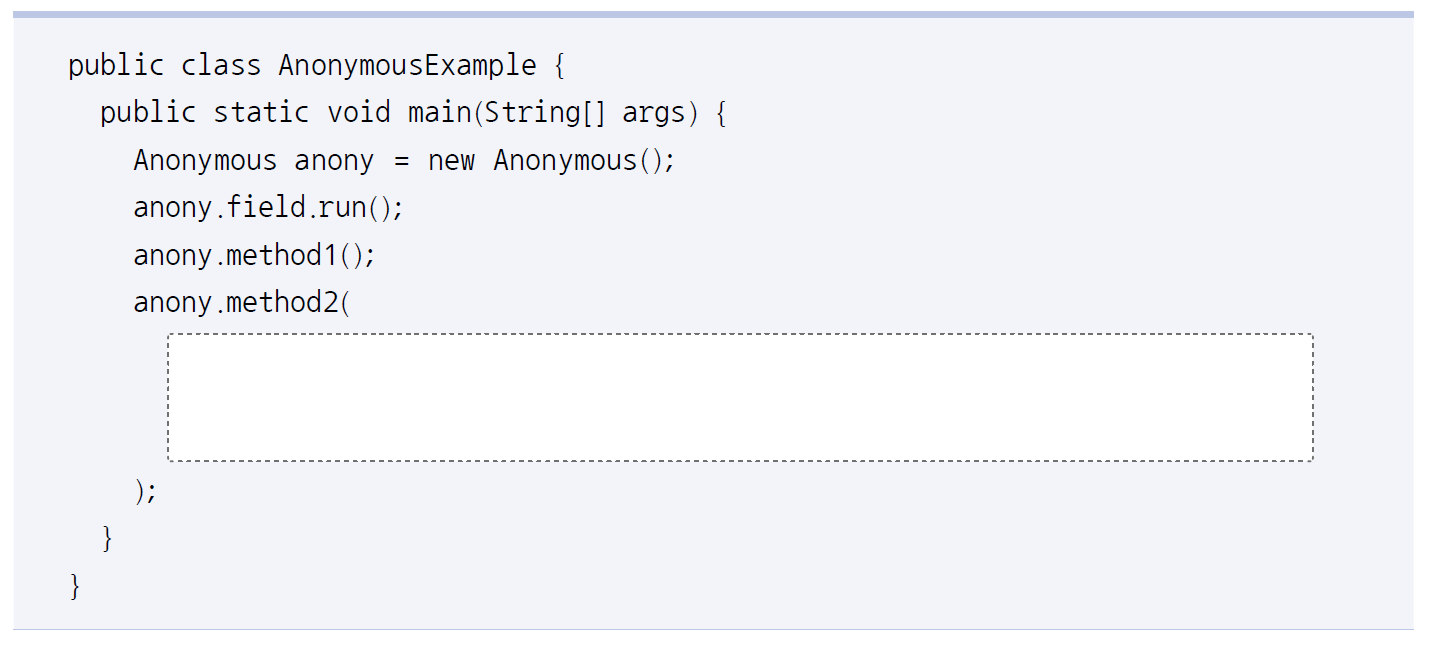 public class AnonymousExample {
public static void main(String[] args) {
Anonymous anony = new Anonymous();
anony.field.run();
anony.method1();
anony.method2(
);
}
}